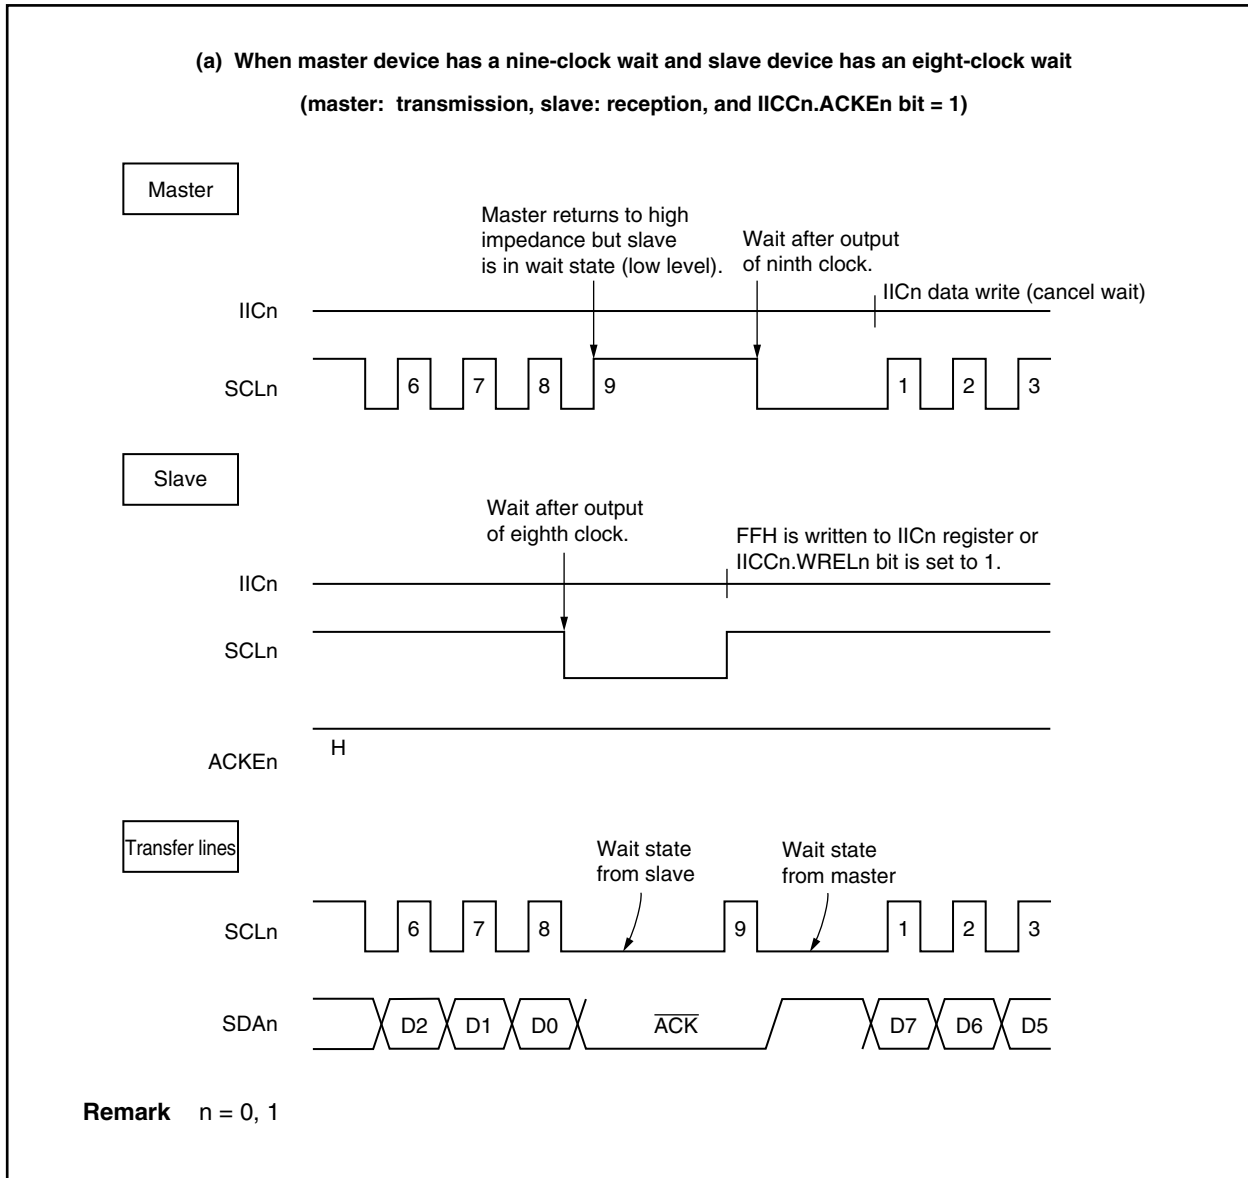 (a) When master device has a nine-clock wait and slave device has an eight-clock wait
(master: transmission, slave: reception, and IICCn.ACKEn bit = 1)
Master
Master returns to high
impedance but slave
is in wait state (low level).
Wait after output
of ninth clock.
IICn data write (cancel wait)
IICn
SCLn
6 7 8 9 1 2 3
Slave
Wait after output
of eighth clock.
FFH is written to IICn register or
IICCn.WRELn bit is set to 1.
IICn
SCLn
H
ACKEn
Transfer lines
Wait state
from slave
Wait state
from master
SCLn
6 7 8 9 1 2 3
SDAn
D2 D1 D0 ACK D7 D6 D5
Remark n = 0, 1